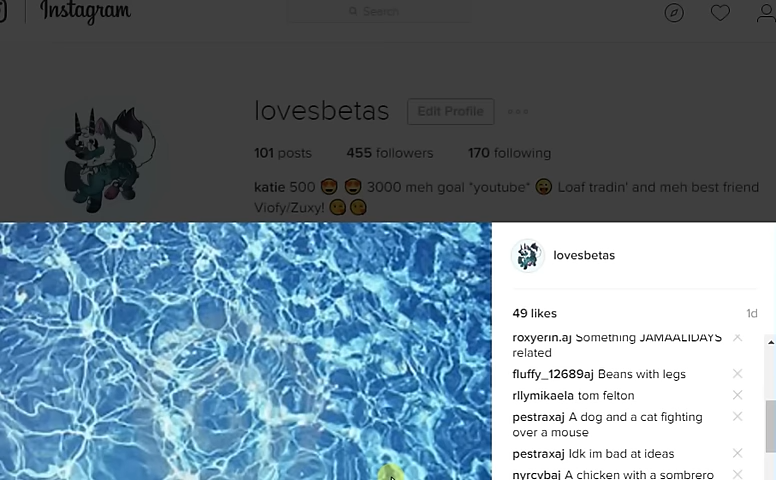 Instagram
Search
lovesbetas Edit Profile
101 posts 455 followers 170 following
katie 500 😍 😍 3000 meh goal *youtube* 😜 Loaf tradin' and meh best friend
Viofy/Zuxy! 😜 😜
lovesbetas
49 likes 1d
roxyerin.aj Something JAMAALIDAYS
related
fluffy_12689aj Beans with legs
rllymikaela tom felton
pestraxaj A dog and a cat fighting
over a mouse
pestraxaj Idk im bad at ideas
nyrcvbaj A chicken with a sombrero